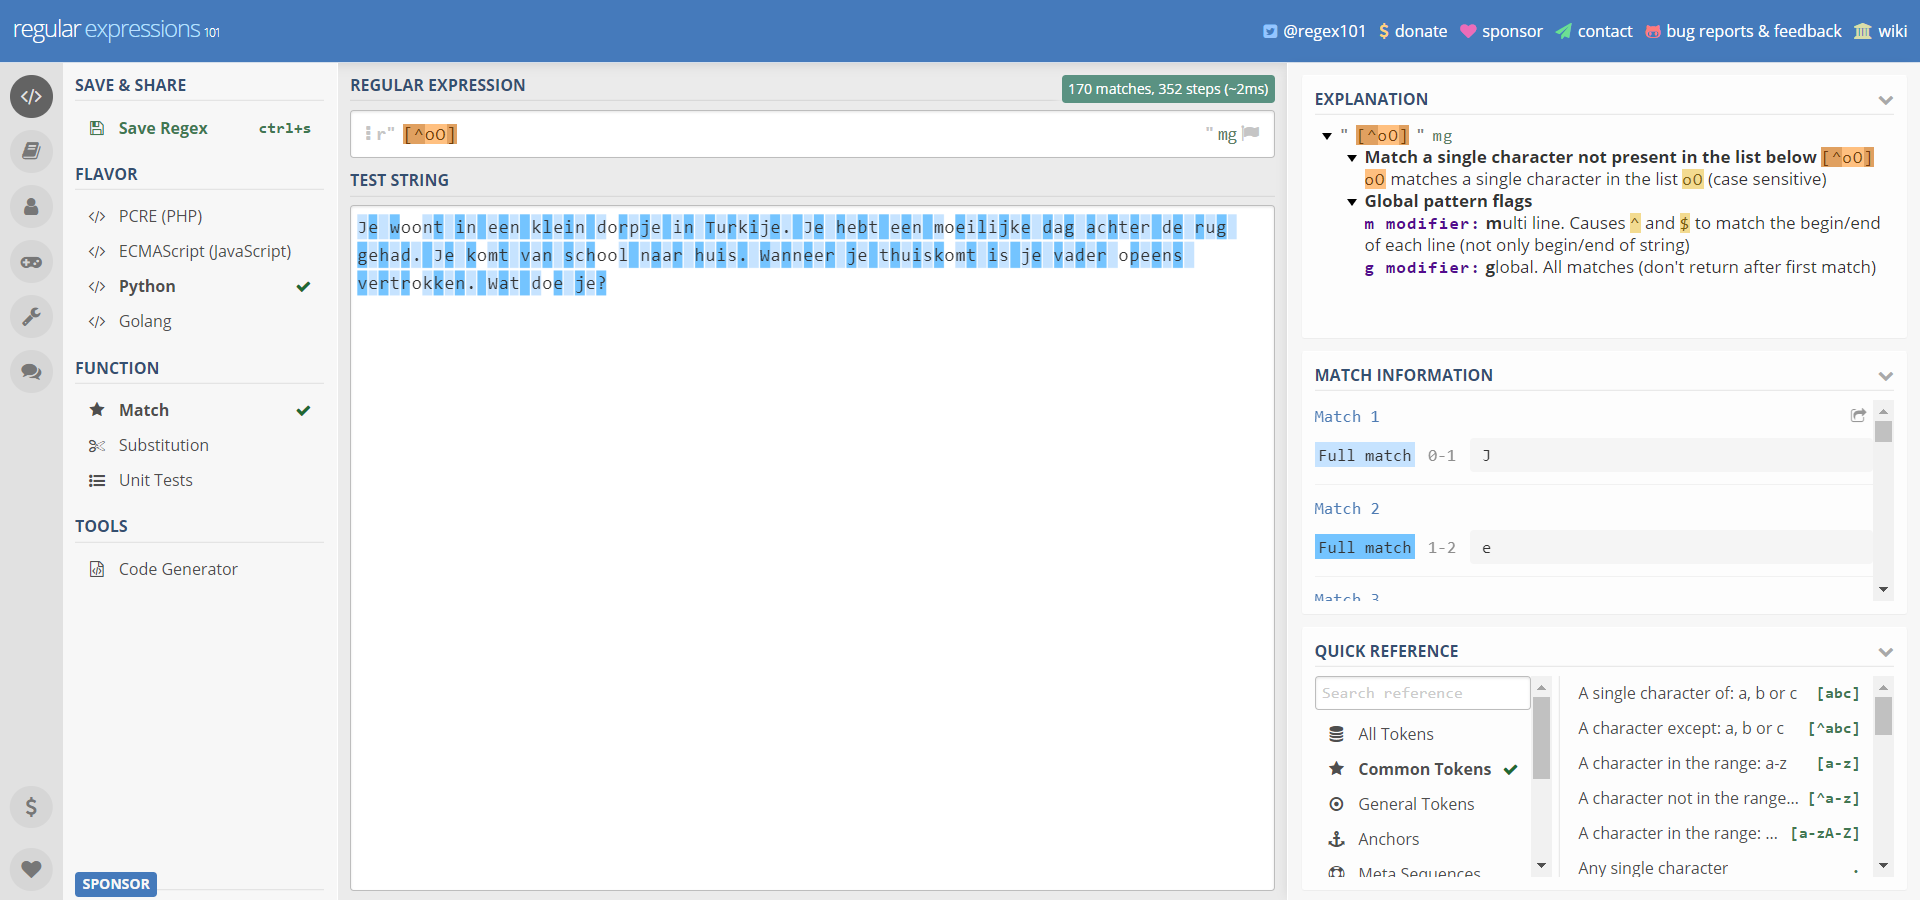 regular expressions 101
@regex101 donate sponsor contact bug reports & feedback wiki
SAVE & SHARE
Save Regex ctrl+s
FLAVOR
PCRE (PHP)
ECMAScript (JavaScript)
Python
Golang
FUNCTION
Match
Substitution
Unit Tests
TOOLS
Code Generator
SPONSOR
REGULAR EXPRESSION
170 matches, 352 steps (~2ms)
r" [^oO] " mg
TEST STRING
Je woont in een klein dorpje in Turkije. Je hebt een moeilijke dag achter de rug
gehad. Je komt van school naar huis. Wanneer je thuiskomt is je vader opeens
vertrokken. Wat doe je?
EXPLANATION
" [^oO] " mg
Match a single character not present in the list below [^oO]
oO matches a single character in the list oO (case sensitive)
Global pattern flags
m modifier: multi line. Causes ^ and $ to match the begin/end
of each line (not only begin/end of string)
g modifier: global. All matches (don't return after first match)
MATCH INFORMATION
Match 1
Full match 0-1 J
Match 2
Full match 1-2 e
Match 3
QUICK REFERENCE
Search reference
All Tokens
Common Tokens
General Tokens
Anchors
Meta Sequences
A single character of: a, b or c [abc]
A character except: a, b or c [^abc]
A character in the range: a-z [a-z]
A character not in the range... [^a-z]
A character in the range: ... [a-zA-Z]
Any single character .